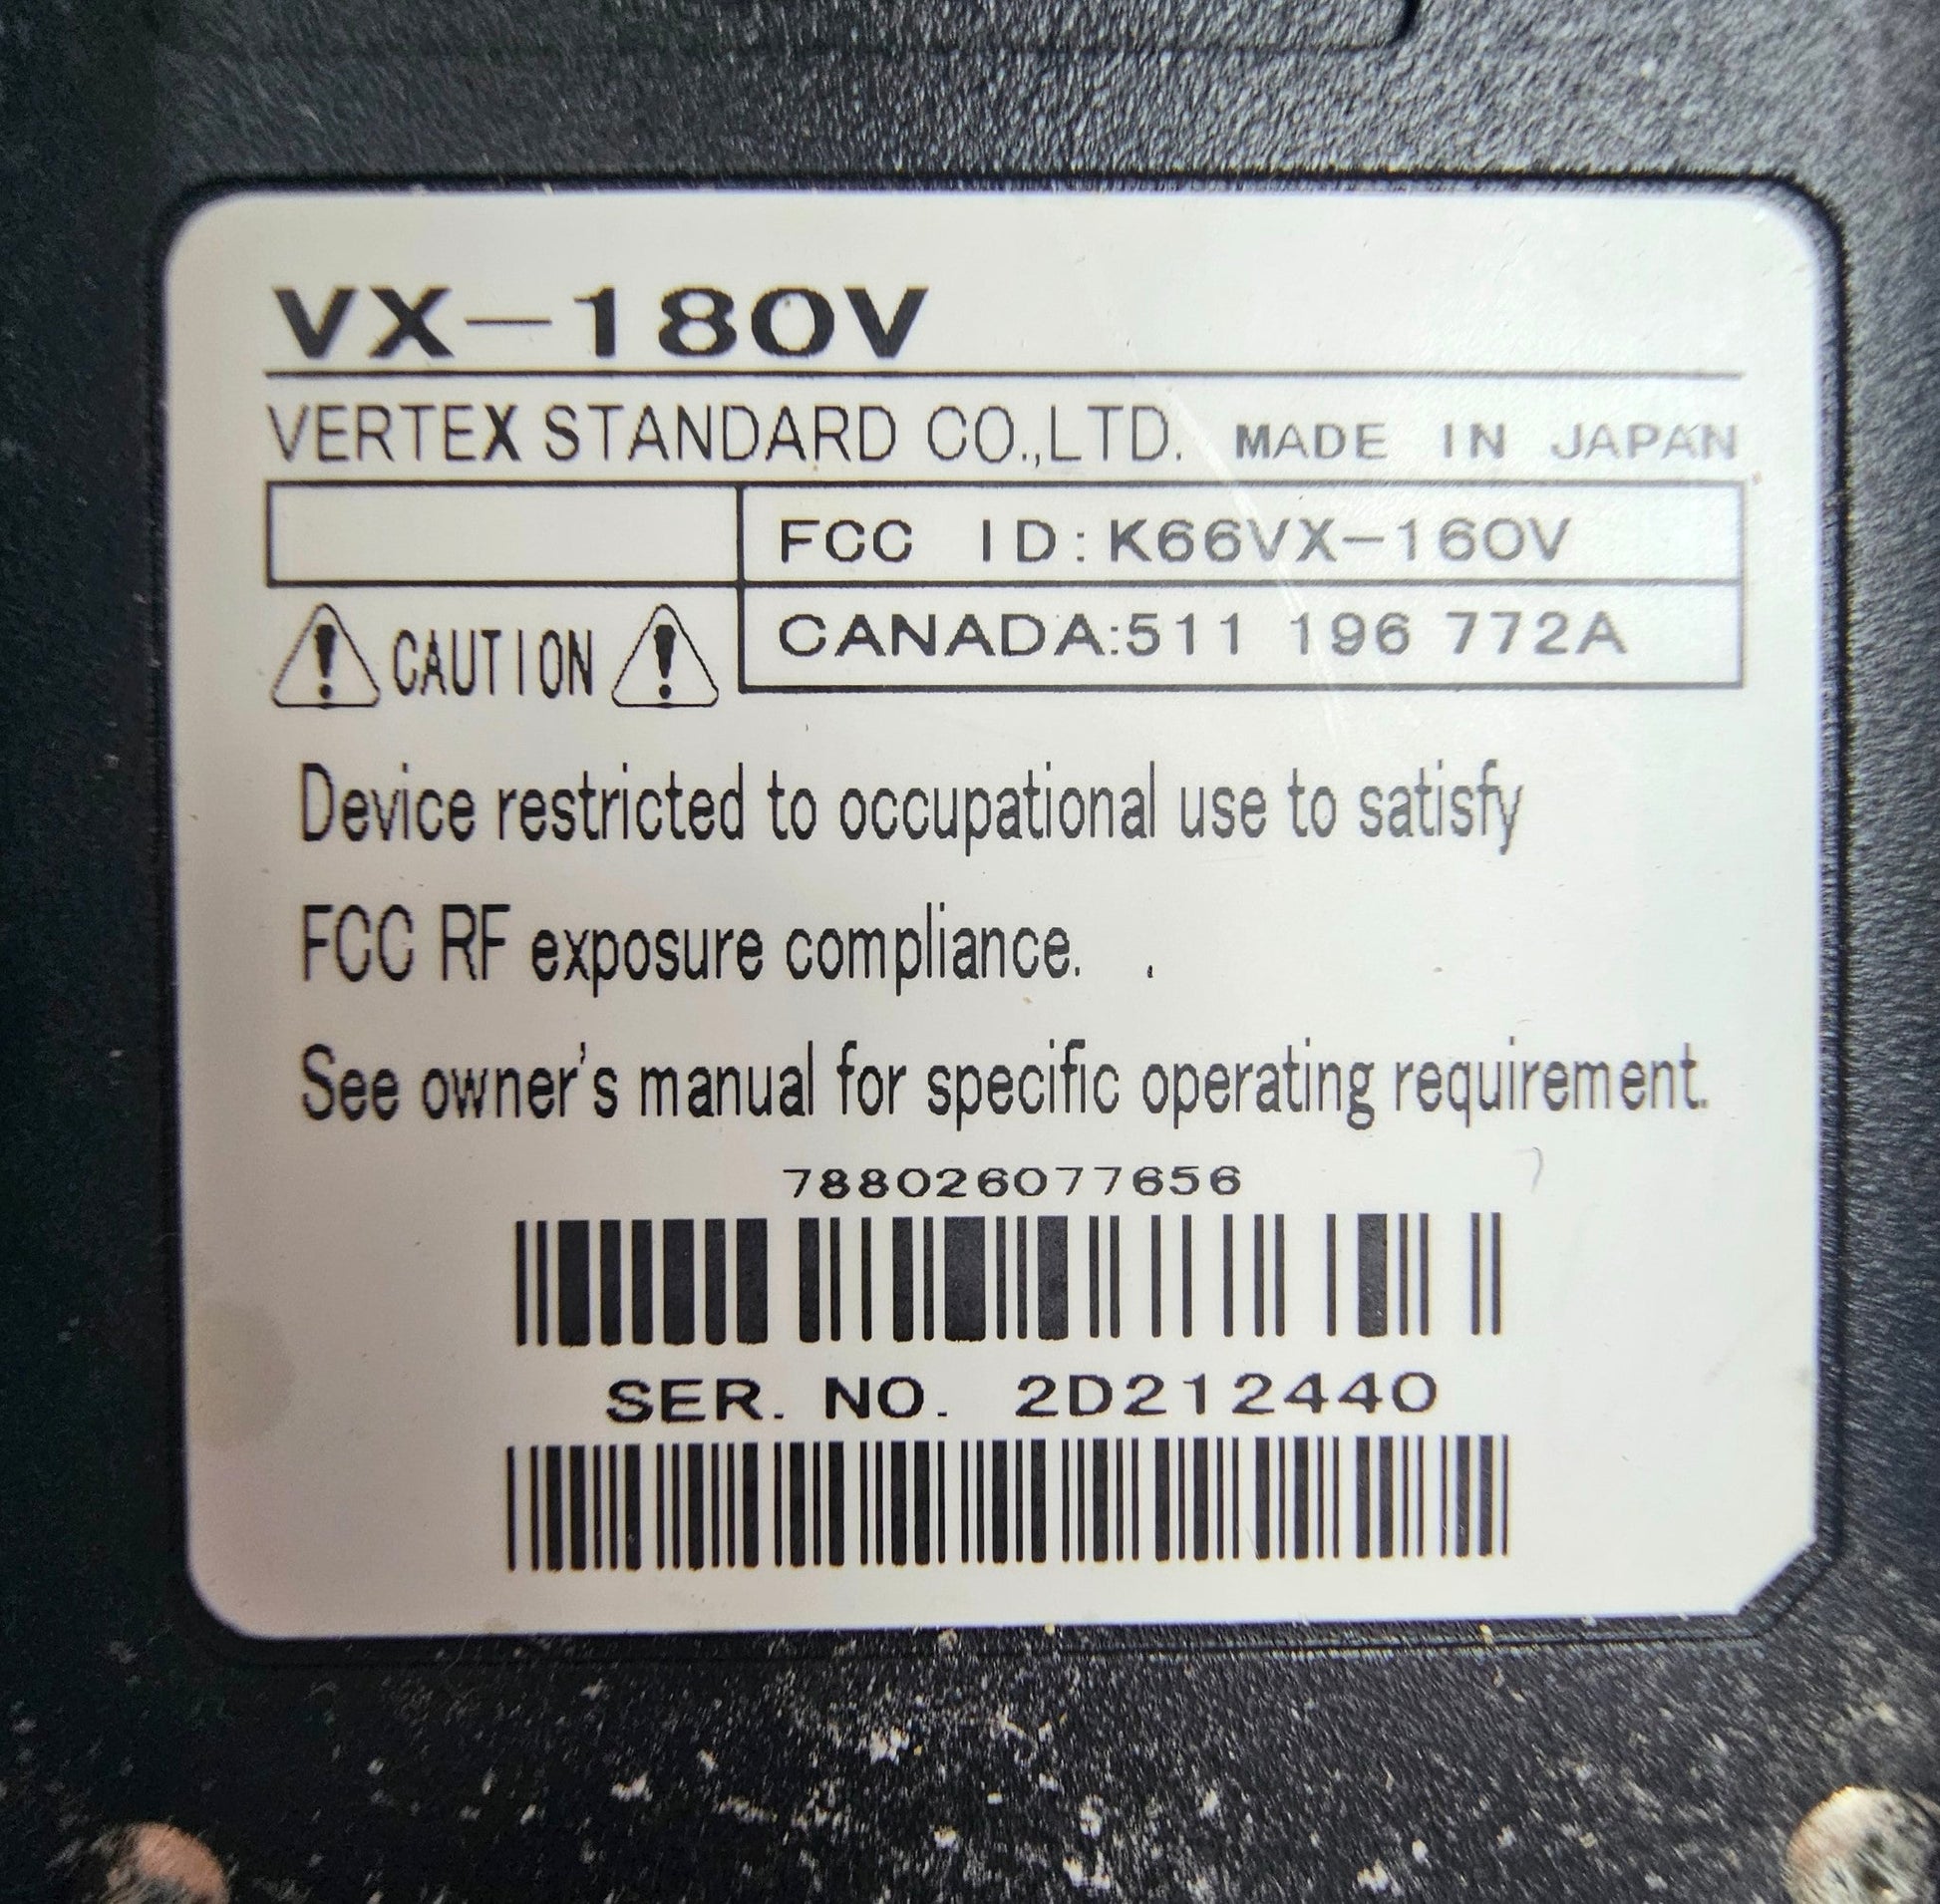 VX-180V
VERTEX STANDARD CO.,LTD. MADE IN JAPAN
FCC ID:K66VX-160V
CAUTION
CANADA:511 196 772A
Device restricted to occupational use to satisfy
FCC RF exposure compliance. .
See owner's manual for specific operating requirement.
788026077656
SER. NO. 2D212440